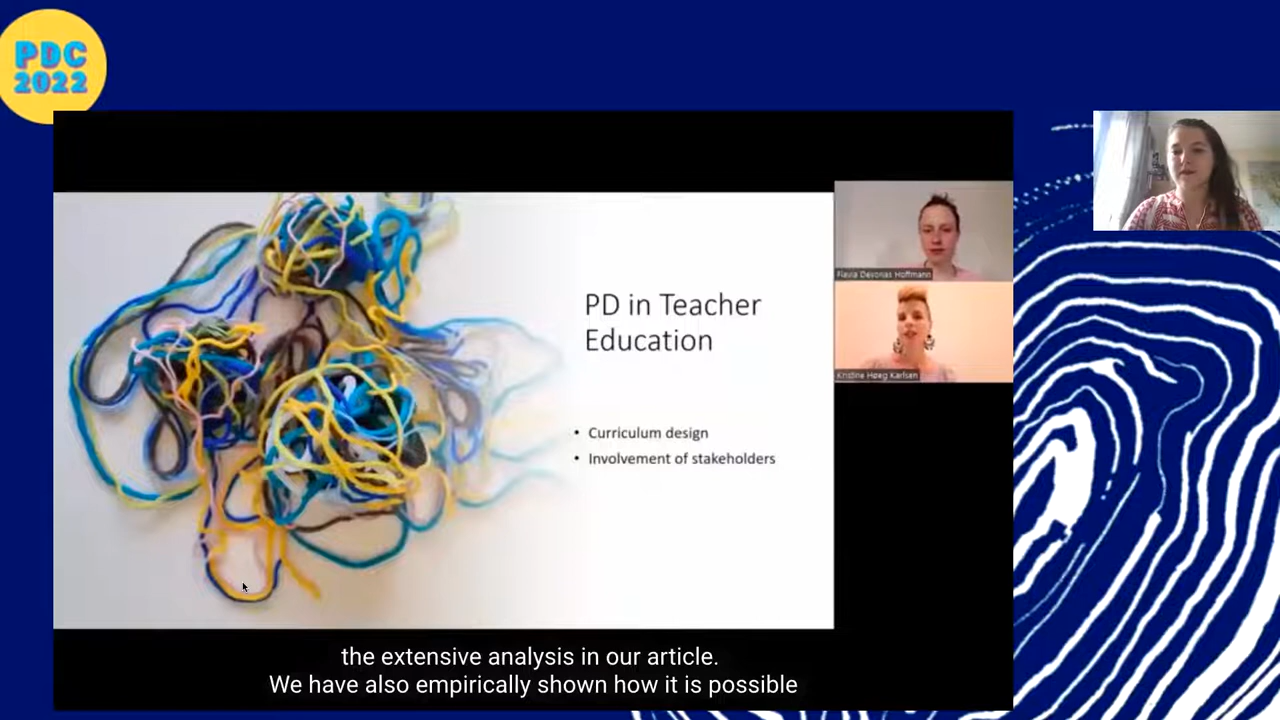 PDC
2022
PD in Teacher
Education
• Curriculum design
• Involvement of stakeholders
Flavia Devonas Hoffmann
Kristine Høeg Karlsen
the extensive analysis in our article.
We have also empirically shown how it is possible